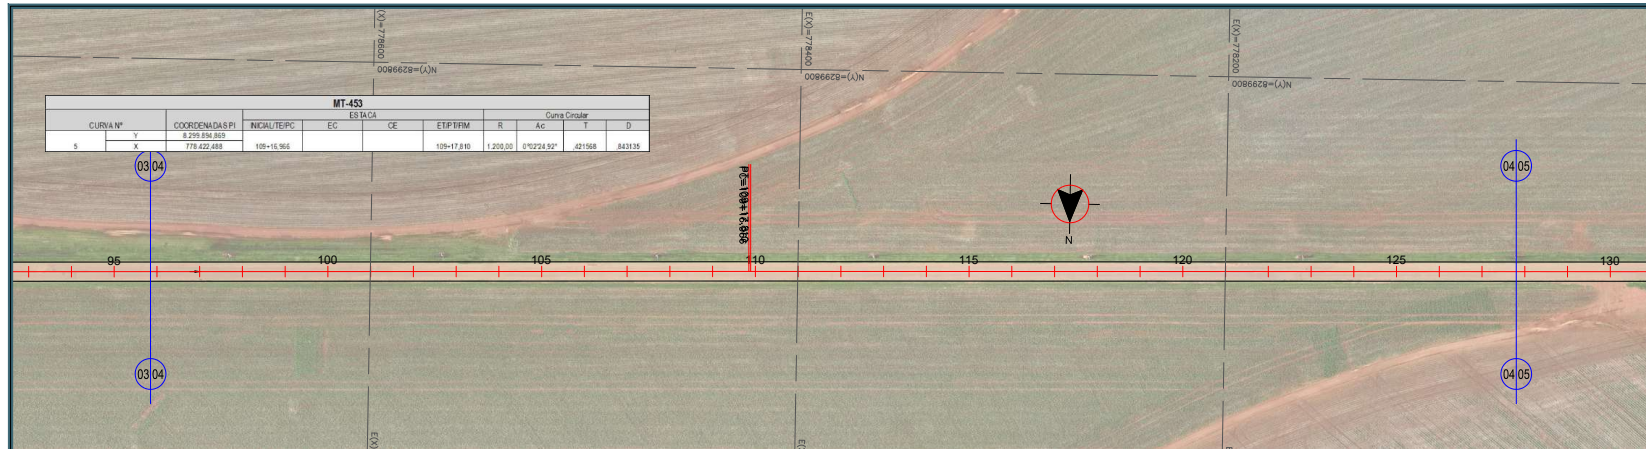 E(X)=778600
E(X)=778400
E(X)=778200
N(Y)=8299800
N(Y)=8299800
N(Y)=8299800
MT-453
CURVA Nº COORDENADAS PI ESTACA Curva Circular
INICIAL/TE/PC EC CE ET/PT/FIM R Ac T D
5 Y 8.299.894,869
X 778.422,488 109+16,966 109+17,810 1.200,00 0°02'24,92" ,421568 ,843135
03 04
04 05
N
95 100 105 110 115 120 125 130
03 04
04 05
E(X)
E(X)=
E(X)=